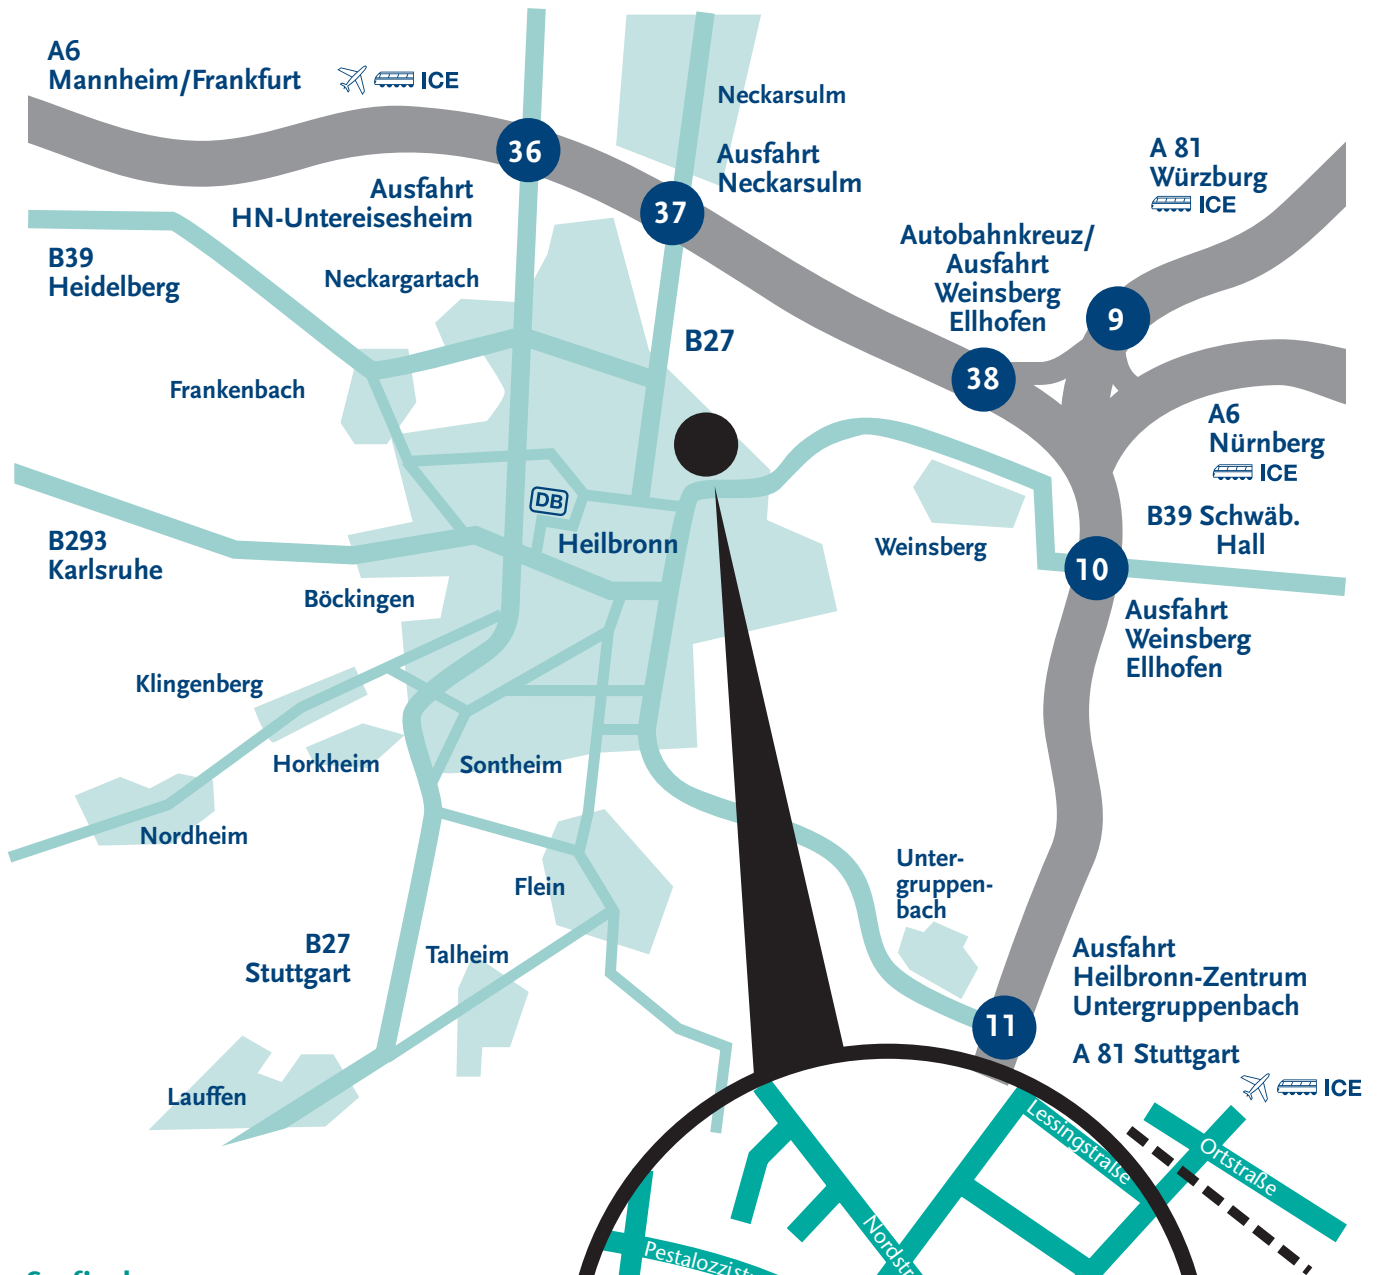 A6
Mannheim/Frankfurt
ICE
Neckarsulm
36
Ausfahrt
Neckarsulm
A 81
Würzburg
ICE
Ausfahrt
HN-Untereisesheim
37
B39
Heidelberg
Neckargartach
Autobahnkreuz/
Ausfahrt
Weinsberg
Ellhofen
9
B27
38
Frankenbach
A6
Nürnberg
ICE
DB
B293
Karlsruhe
Heilbronn
Weinsberg
B39 Schwäb.
Hall
10
Böckingen
Ausfahrt
Weinsberg
Ellhofen
Klingenberg
Horkheim
Sontheim
Nordheim
Flein
Unter-
gruppen-
bach
B27
Stuttgart
Talheim
Ausfahrt
Heilbronn-Zentrum
Untergruppenbach
11
A 81 Stuttgart
ICE
Lauffen
Lessingstraße
Ortstraße
Nordstr
Pestalozzistr